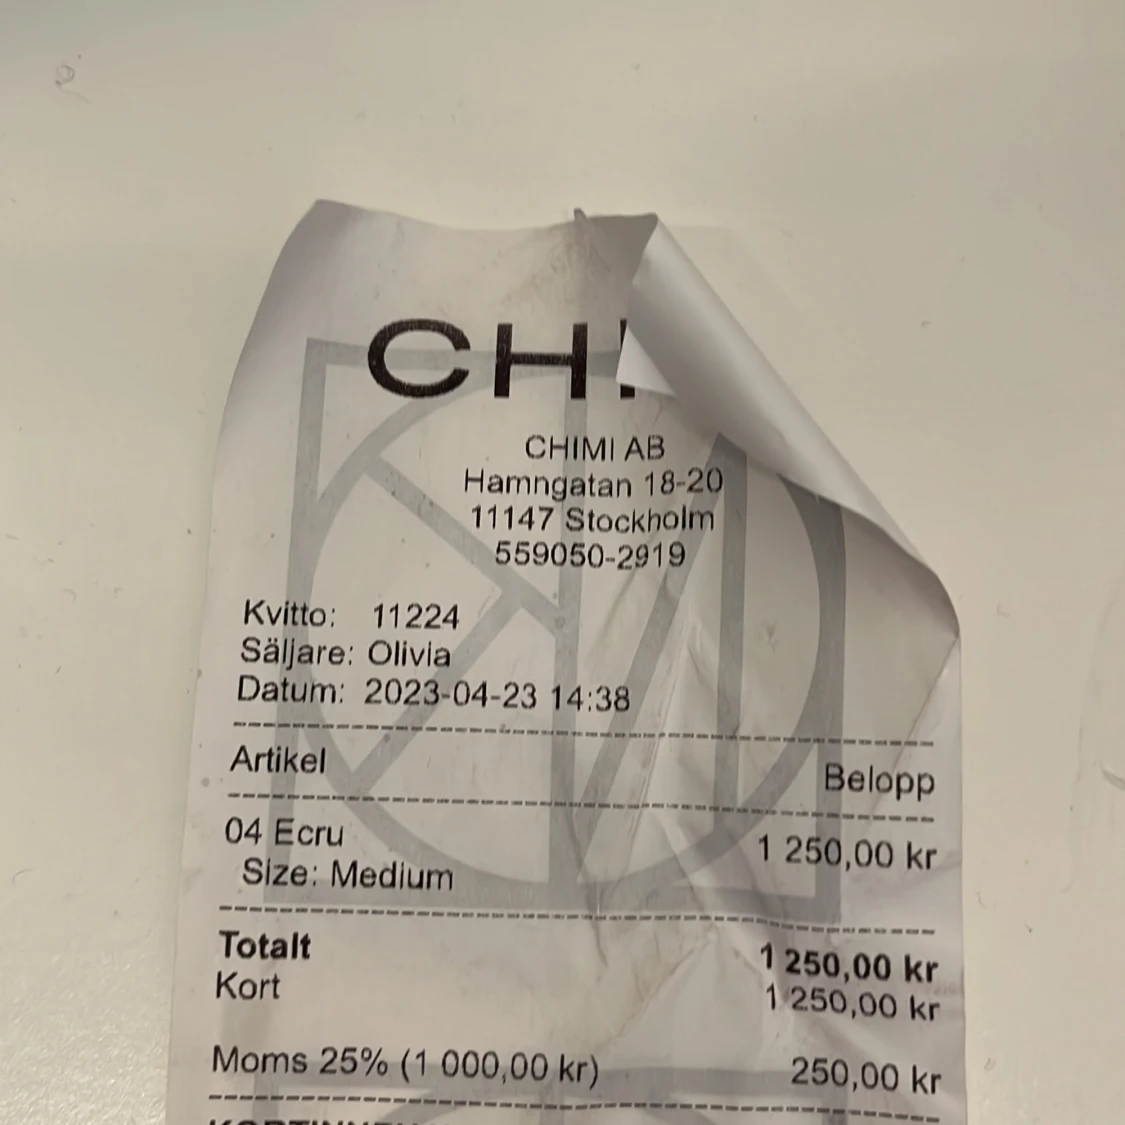 CH
CHIMI AB
Hamngatan 18-20
11147 Stockholm
559050-2919
Kvitto: 11224
Säljare: Olivia
Datum: 2023-04-23 14:38
Artikel Belopp
04 Ecru 1 250,00 kr
Size: Medium
Totalt 1 250,00 kr
Kort 1 250,00 kr
Moms 25% (1 000,00 kr) 250,00 kr